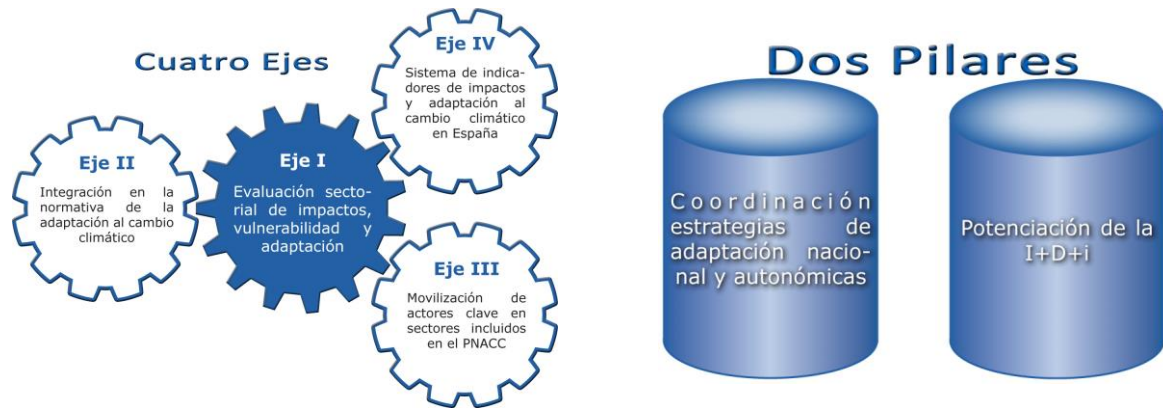 Cuatro Ejes
Eje IV
Sistema de indica-
dores de impactos
y adaptación al
cambio climático
en España
Eje II
Integración en la
normativa de la
adaptación al cambio
climático
Eje I
Evaluación secto-
rial de impactos,
vulnerabilidad y
adaptación
Eje III
Movilización de
actores clave en
sectores incluidos
en el PNACC
Dos Pilares
Coordinación
estrategias de
adaptación nacio-
nal y autonómicas
Potenciación de la
I+D+i